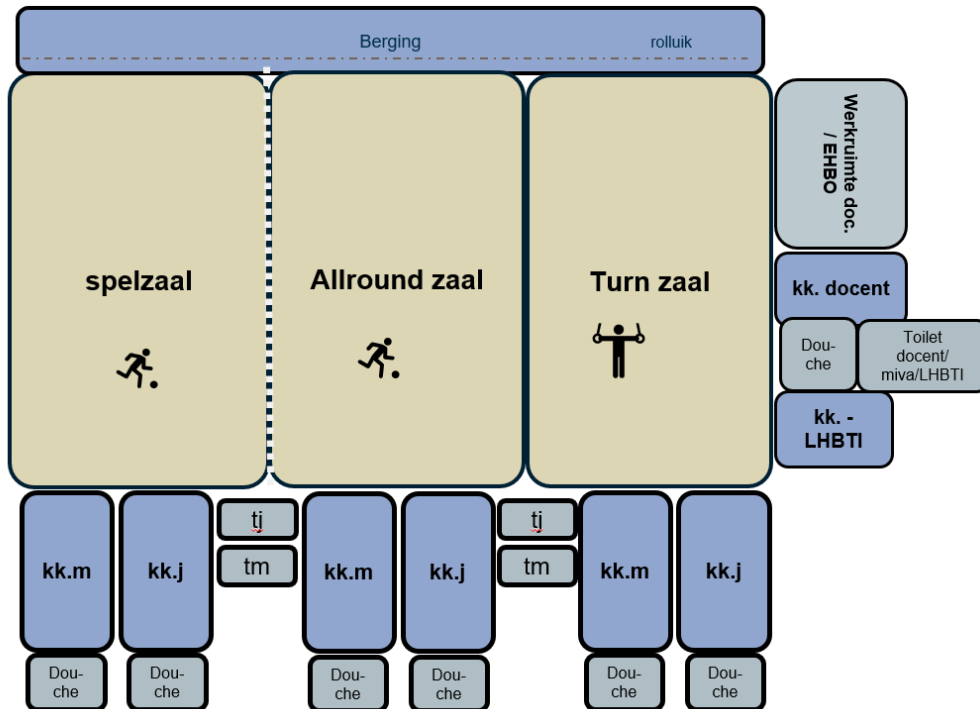 Berging
rolluik
Werkruimte doc.
/ EHBO
spelzaal
Allround zaal
Turn zaal
kk. docent
Dou-
che
Toilet
docent/
miva/LHBTI
kk. -
LHBTI
kk.m
kk.j
tj
tm
kk.m
kk.j
tj
tm
kk.m
kk.j
Dou-
che
Dou-
che
Dou-
che
Dou-
che
Dou-
che
Dou-
che